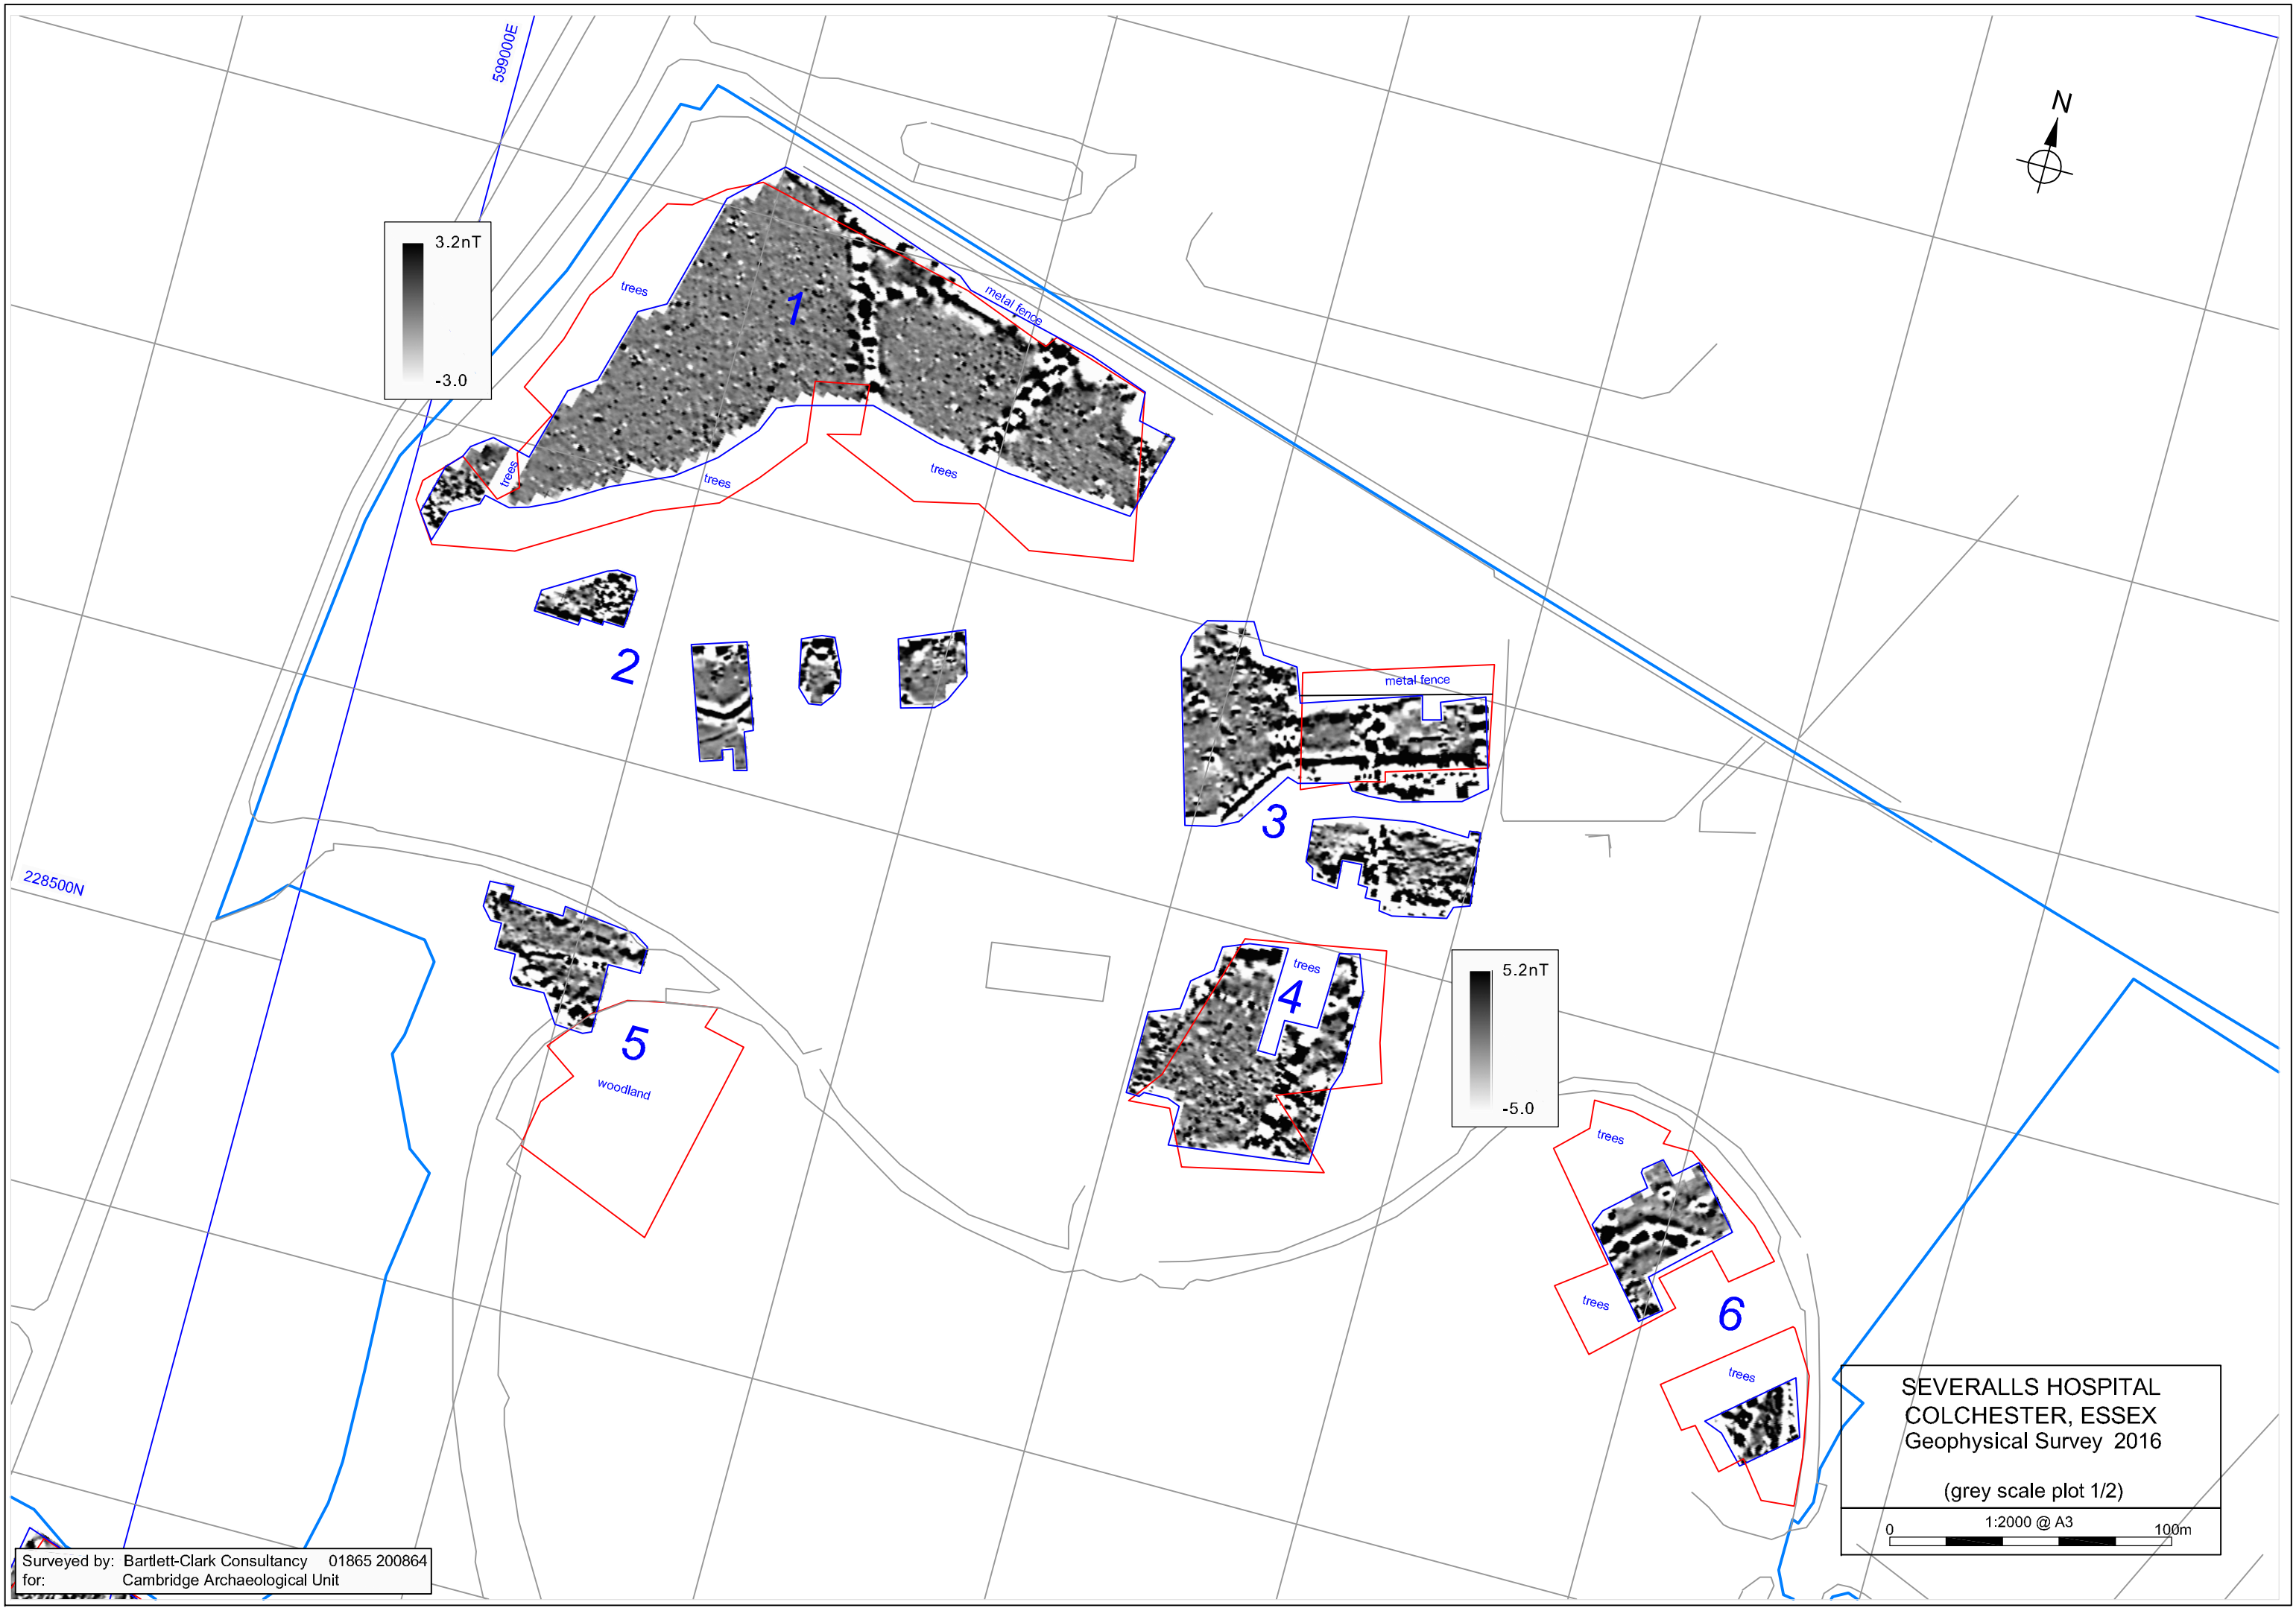 599000E
N
3.2nT
-3.0
trees
1
metal fence
trees
trees
trees
2
metal fence
3
228500N
trees
4
5.2nT
-5.0
5
woodland
trees
trees
6
trees
SEVERALLS HOSPITAL
COLCHESTER, ESSEX
Geophysical Survey 2016
(grey scale plot 1/2)
1:2000 @ A3
0 100m
Surveyed by: Bartlett-Clark Consultancy 01865 200864
for: Cambridge Archaeological Unit